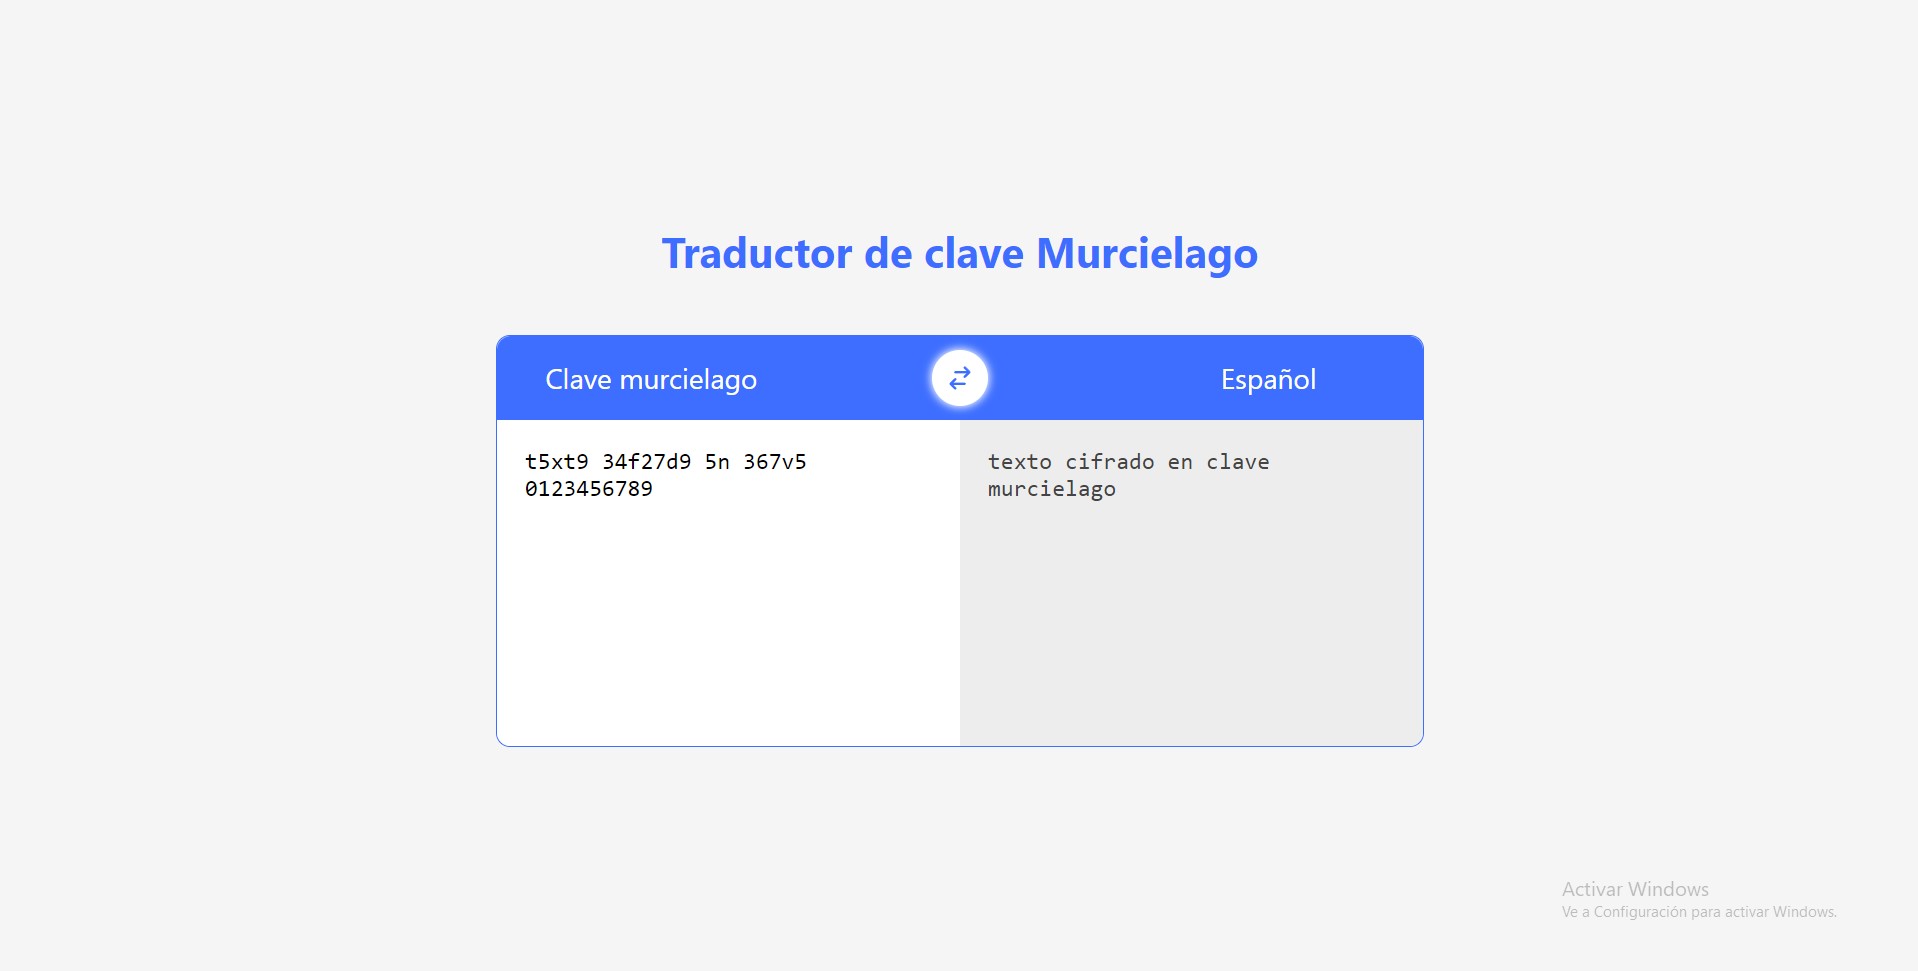 Traductor de clave Murcielago
Clave murcielago
Español
t5xt9 34f27d9 5n 367v5
0123456789
texto cifrado en clave
murcielago
Activar Windows
Ve a Configuración para activar Windows.